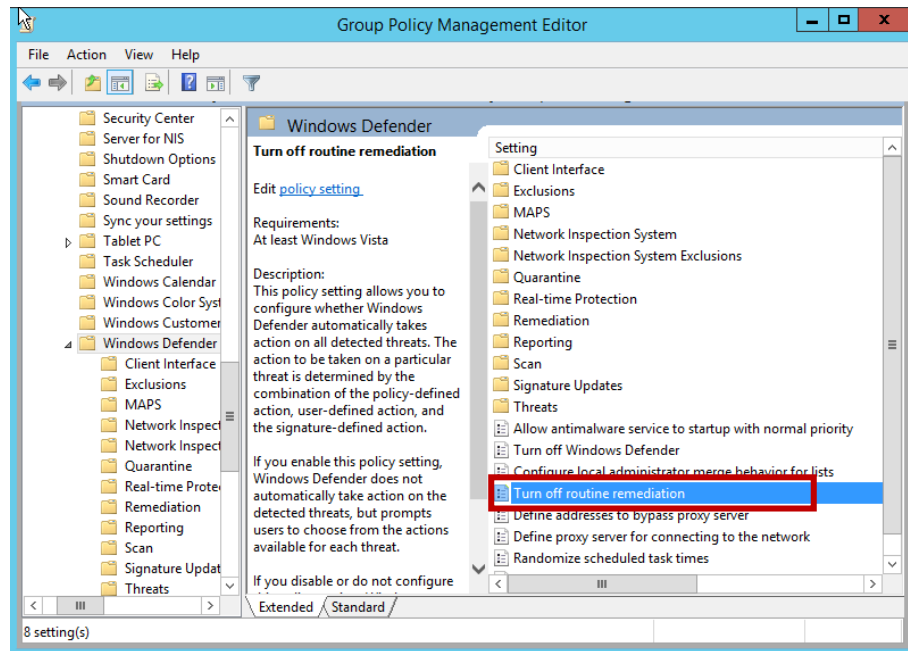 Group Policy Management Editor
File Action View Help
Security Center
Server for NIS
Shutdown Options
Smart Card
Sound Recorder
Sync your settings
Tablet PC
Task Scheduler
Windows Calendar
Windows Color Syst
Windows Customer
Windows Defender
Client Interface
Exclusions
MAPS
Network Inspect
Network Inspect
Quarantine
Real-time Prote
Remediation
Reporting
Scan
Signature Updat
Threats
Windows Defender
Turn off routine remediation
Edit policy setting
Requirements:
At least Windows Vista
Description:
This policy setting allows you to
configure whether Windows
Defender automatically takes
action on all detected threats. The
action to be taken on a particular
threat is determined by the
combination of the policy-defined
action, user-defined action, and
the signature-defined action.
If you enable this policy setting,
Windows Defender does not
automatically take action on the
detected threats, but prompts
users to choose from the actions
available for each threat.
If you disable or do not configure
Setting
Client Interface
Exclusions
MAPS
Network Inspection System
Network Inspection System Exclusions
Quarantine
Real-time Protection
Remediation
Reporting
Scan
Signature Updates
Threats
Allow antimalware service to startup with normal priority
Turn off Windows Defender
Configure local administrator merge behavior for lists
Turn off routine remediation
Define addresses to bypass proxy server
Define proxy server for connecting to the network
Randomize scheduled task times
Extended Standard
8 setting(s)